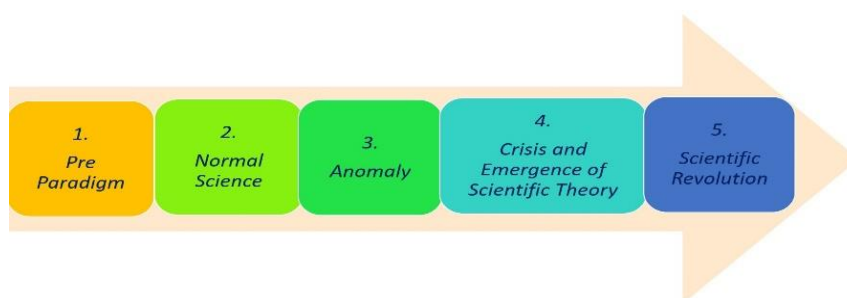 1.
Pre
Paradigm
2.
Normal
Science
3.
Anomaly
4.
Crisis and
Emergence of
Scientific Theory
5.
Scientific
Revolution